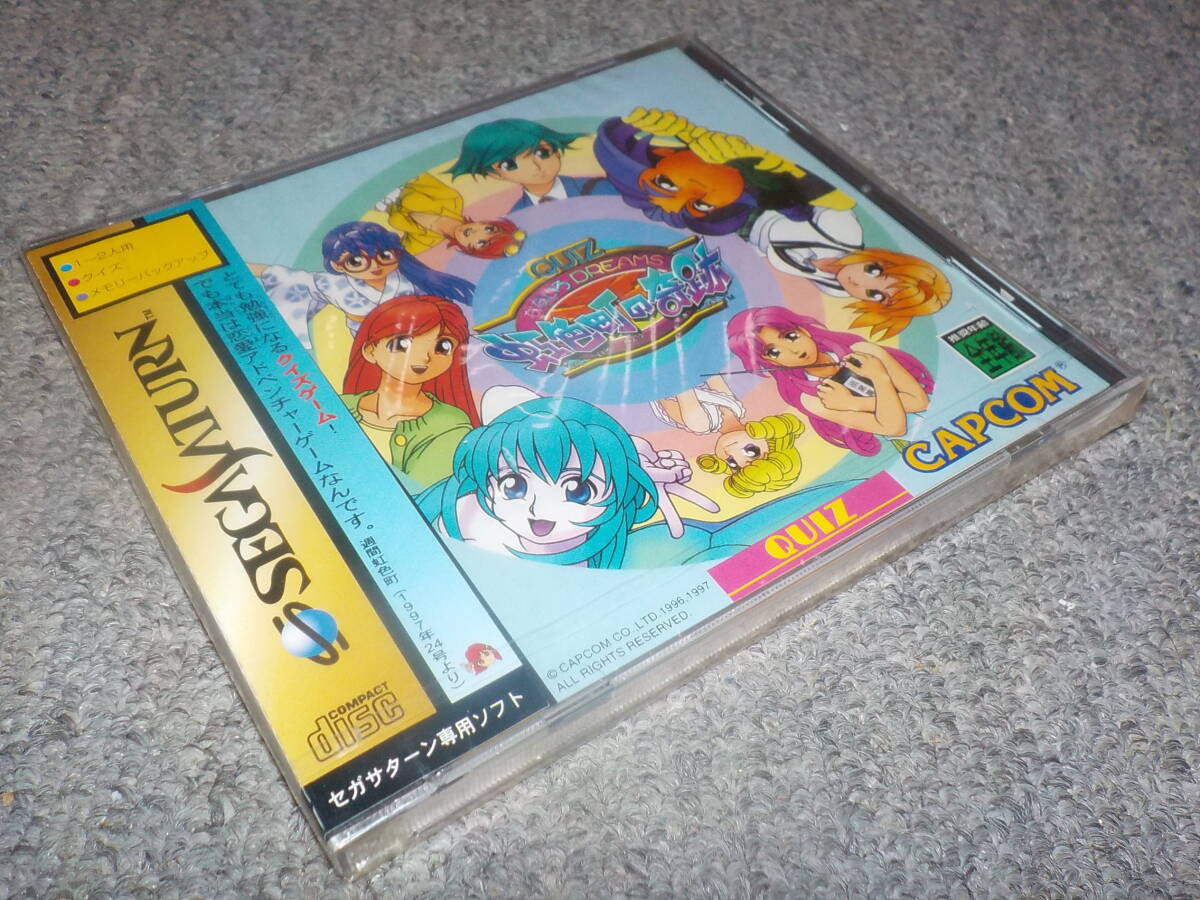 1〜2人用
クイズ
メモリーバックアップ
SEGA SATURN™
COMPACT
disc
とても勉強になるクイズゲーム!
でも本当は恋愛アドベンチャーゲームなんです。
週間虹色町(1997年24号より)
セガサターン専用ソフト
QUIZ
DREAMS
虹色町の奇跡
推奨年齢
CAPCOM®
QUIZ
© CAPCOM CO., LTD. 1996, 1997
ALL RIGHTS RESERVED.